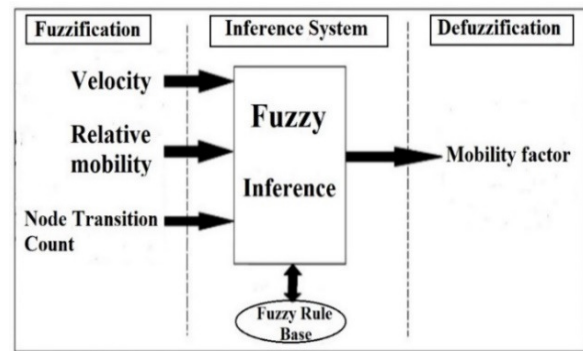 Fuzzification
Inference System
Defuzzification
Velocity
Relative
mobility
Node Transition
Count
Fuzzy
Inference
Mobility factor
Fuzzy Rule
Base